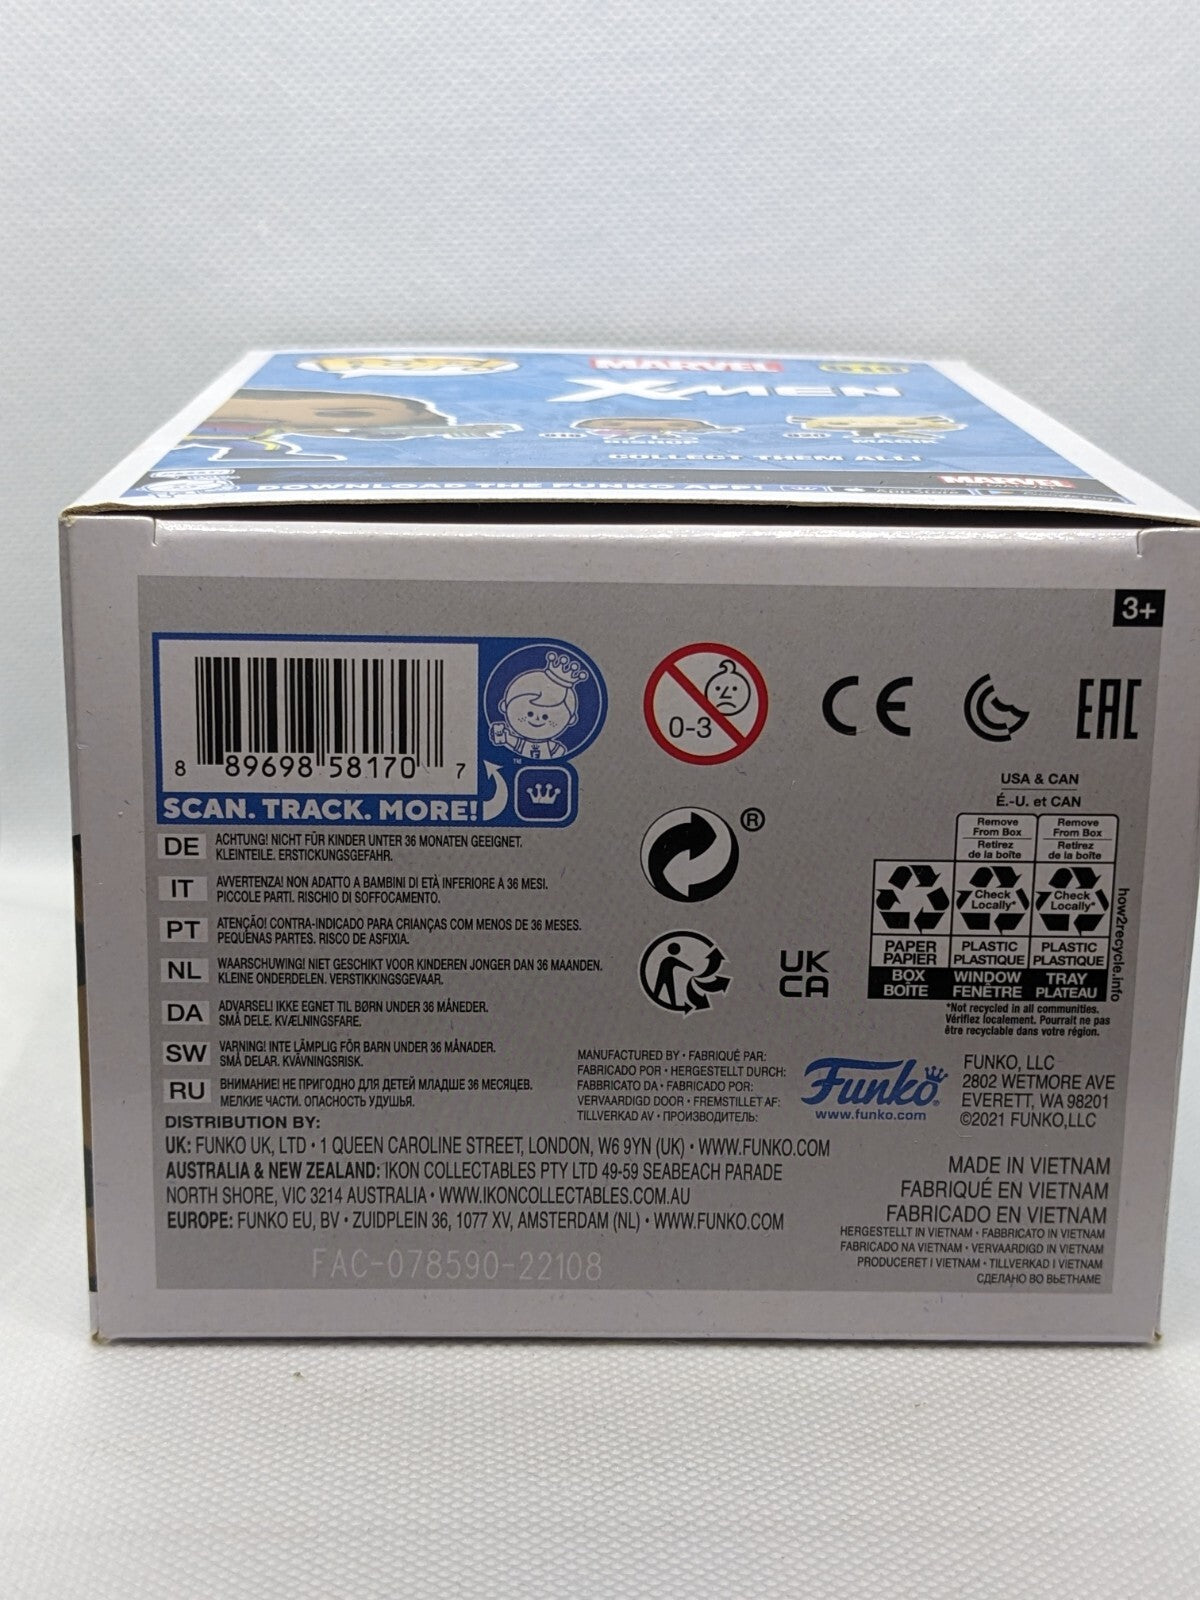 POP!
MARVEL
X-MEN
BISHOP
MAGIK
COLLECT THEM ALL!
MARVEL
DOWNLOAD THE FUNKO APP!
3+
8 89698 58170 7
SCAN. TRACK. MORE!
™
0-3
CE
EAC
®
USA & CAN
É.-U. et CAN
Remove From Box
Retirez de la boîte
Remove From Box
Retirez de la boîte
Check Locally*
Check Locally*
PAPER PAPIER
PLASTIC PLASTIQUE
PLASTIC PLASTIQUE
BOX BOÎTE
WINDOW FENÊTRE
TRAY PLATEAU
how2recycle.info
*Not recycled in all communities.
Vérifiez localement. Pourrait ne pas
être recyclable dans votre région.
UK
CA
DE ACHTUNG! NICHT FÜR KINDER UNTER 36 MONATEN GEEIGNET.
KLEINTEILE. ERSTICKUNGSGEFAHR.
IT AVVERTENZA! NON ADATTO A BAMBINI DI ETÀ INFERIORE A 36 MESI.
PICCOLE PARTI. RISCHIO DI SOFFOCAMENTO.
PT ATENÇÃO! CONTRA-INDICADO PARA CRIANÇAS COM MENOS DE 36 MESES.
PEQUENAS PARTES. RISCO DE ASFIXIA.
NL WAARSCHUWING! NIET GESCHIKT VOOR KINDEREN JONGER DAN 36 MAANDEN.
KLEINE ONDERDELEN. VERSTIKKINGSGEVAAR.
DA ADVARSEL! IKKE EGNET TIL BØRN UNDER 36 MÅNEDER.
SMÅ DELE. KVÆLNINGSFARE.
SW VARNING! INTE LÄMPLIG FÖR BARN UNDER 36 MÅNADER.
SMÅ DELAR. KVÄVNINGSRISK.
RU ВНИМАНИЕ! НЕ ПРИГОДНО ДЛЯ ДЕТЕЙ МЛАДШЕ 36 МЕСЯЦЕВ.
МЕЛКИЕ ЧАСТИ. ОПАСНОСТЬ УДУШЬЯ.
MANUFACTURED BY • FABRIQUÉ PAR:
FABRICADO POR • HERGESTELLT DURCH:
FABBRICATO DA • FABRICADO POR:
VERVAARDIGD DOOR • FREMSTILLET AF:
TILLVERKAD AV • ПРОИЗВОДИТЕЛЬ:
Funko®
www.funko.com
FUNKO, LLC
2802 WETMORE AVE
EVERETT, WA 98201
©2021 FUNKO,LLC
DISTRIBUTION BY:
UK: FUNKO UK, LTD • 1 QUEEN CAROLINE STREET, LONDON, W6 9YN (UK) • WWW.FUNKO.COM
AUSTRALIA & NEW ZEALAND: IKON COLLECTABLES PTY LTD 49-59 SEABEACH PARADE
NORTH SHORE, VIC 3214 AUSTRALIA • WWW.IKONCOLLECTABLES.COM.AU
EUROPE: FUNKO EU, BV • ZUIDPLEIN 36, 1077 XV, AMSTERDAM (NL) • WWW.FUNKO.COM
MADE IN VIETNAM
FABRIQUÉ EN VIETNAM
FABRICADO EN VIETNAM
HERGESTELLT IN VIETNAM • FABBRICATO IN VIETNAM
FABRICADO NA VIETNAM • VERVAARDIGD IN VIETNAM
PRODUCERET I VIETNAM • TILLVERKAD I VIETNAM
СДЕЛАНО ВО ВЬЕТНАМЕ
FAC-078590-22108